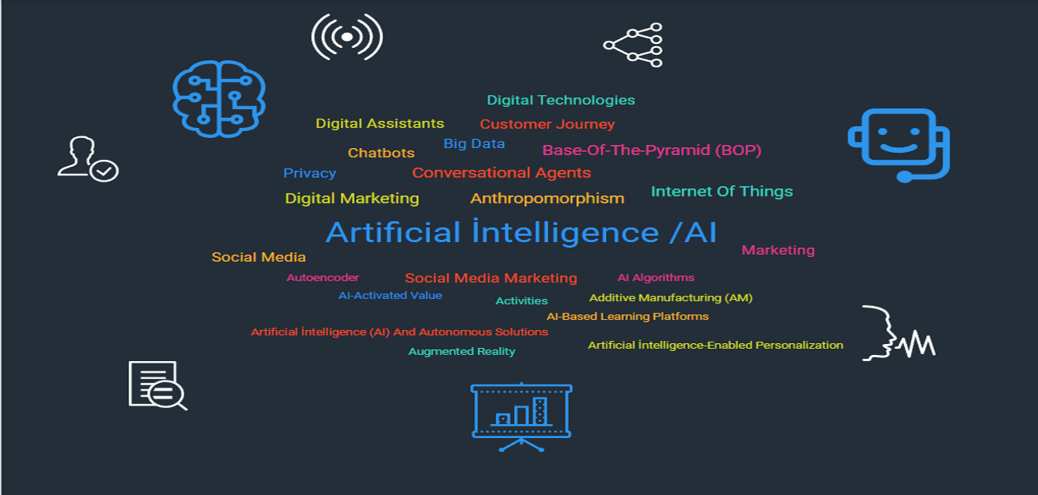 Digital Technologies
Digital Assistants
Customer Journey
Big Data
Chatbots
Base-Of-The-Pyramid (BOP)
Privacy
Conversational Agents
Internet Of Things
Digital Marketing
Anthropomorphism
Artificial İntelligence /AI
Marketing
Social Media
Autoencoder
Social Media Marketing
AI Algorithms
AI-Activated Value
Activities
Additive Manufacturing (AM)
AI-Based Learning Platforms
Artificial İntelligence (AI) And Autonomous Solutions
Artificial İntelligence-Enabled Personalization
Augmented Reality